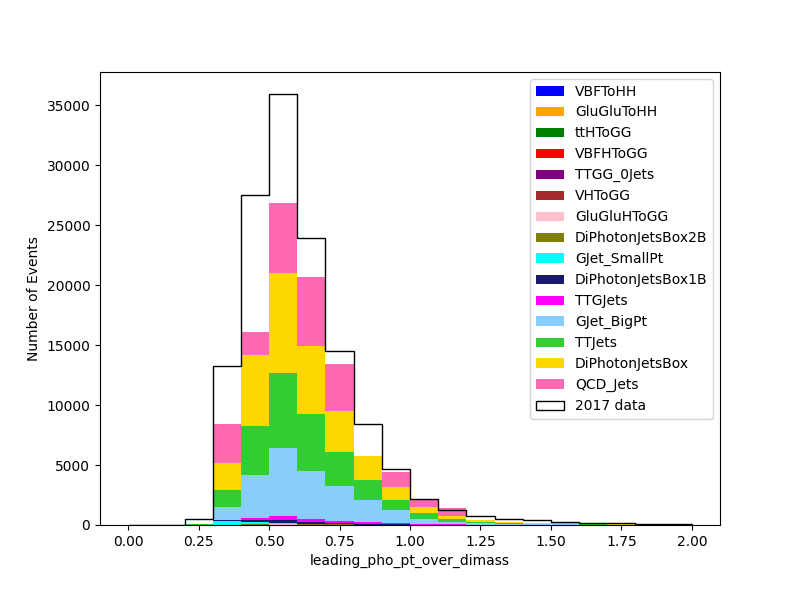 35000
30000
25000
20000
15000
10000
5000
0
Number of Events
0.00 0.25 0.50 0.75 1.00 1.25 1.50 1.75 2.00
leading_pho_pt_over_dimass
VBFToHH
GluGluToHH
ttHToGG
VBFHToGG
TTGG_0Jets
VHToGG
GluGluHToGG
DiPhotonJetsBox2B
GJet_SmallPt
DiPhotonJetsBox1B
TTGJets
GJet_BigPt
TTJets
DiPhotonJetsBox
QCD_Jets
2017 data